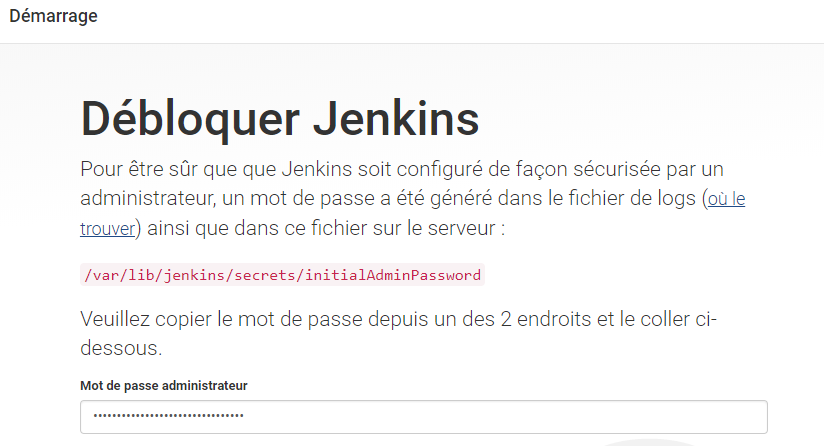 Démarrage
Débloquer Jenkins
Pour être sûr que que Jenkins soit configuré de façon sécurisée par un
administrateur, un mot de passe a été généré dans le fichier de logs (où le
trouver) ainsi que dans ce fichier sur le serveur :
/var/lib/jenkins/secrets/initialAdminPassword
Veuillez copier le mot de passe depuis un des 2 endroits et le coller ci-
dessous.
Mot de passe administrateur
••••••••••••••••••••••••••••••••